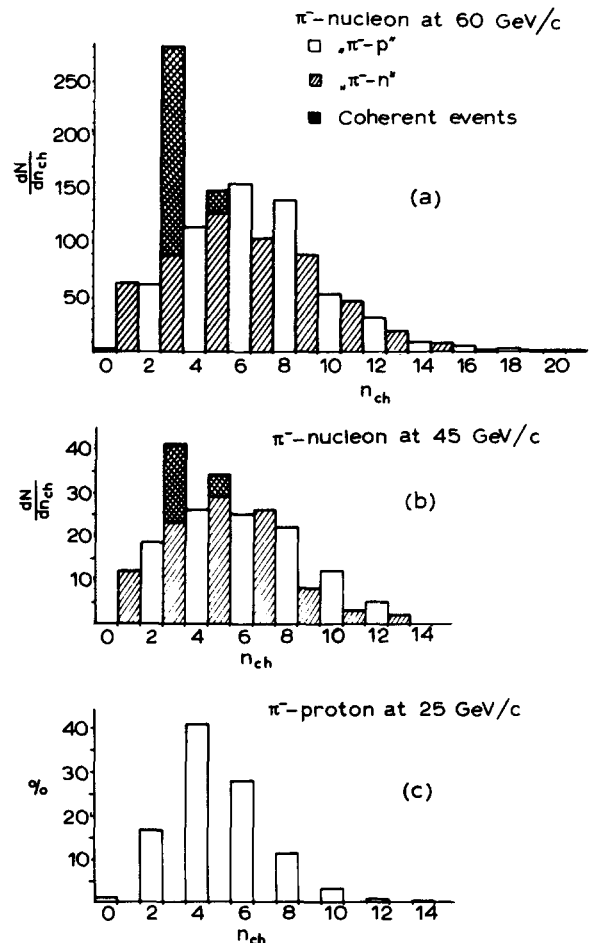 π⁻-nucleon at 60 GeV/c
„π⁻-p"
„π⁻-n"
Coherent events
250
200
150
100
50
dN/dn_ch
(a)
0 2 4 6 8 10 12 14 16 18 20
n_ch
π⁻-nucleon at 45 GeV/c
40
30
20
10
dN/dn_ch
(b)
0 2 4 6 8 10 12 14
n_ch
π⁻-proton at 25 GeV/c
40
30
20
10
%
(c)
0 2 4 6 8 10 12 14
n_ch